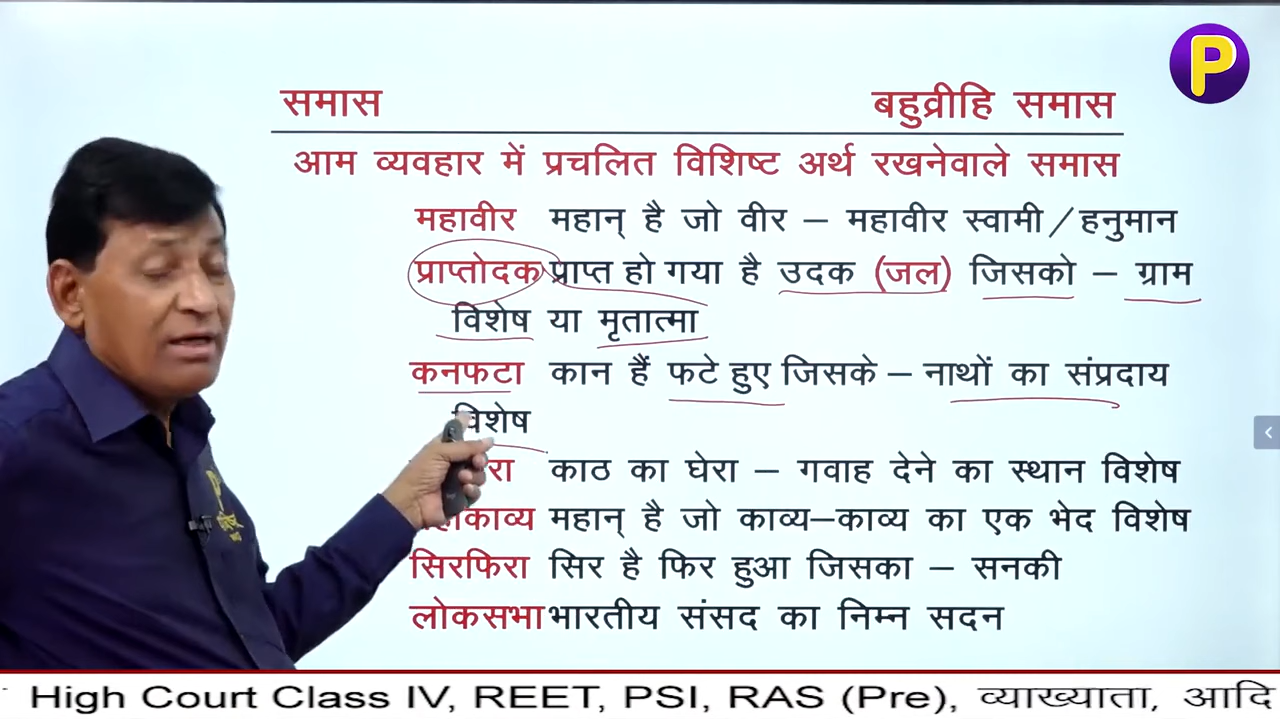 P
समास बहुव्रीहि समास
आम व्यवहार में प्रचलित विशिष्ट अर्थ रखनेवाले समास
महावीर महान् है जो वीर – महावीर स्वामी/हनुमान
प्राप्तोदक प्राप्त हो गया है उदक (जल) जिसको – ग्राम
विशेष या मृतात्मा
कनफटा कान हैं फटे हुए जिसके – नाथों का संप्रदाय
विशेष
काठ का घेरा – गवाह देने का स्थान विशेष
महान् है जो काव्य–काव्य का एक भेद विशेष
सिरफिरा सिर है फिर हुआ जिसका – सनकी
लोकसभा भारतीय संसद का निम्न सदन
High Court Class IV, REET, PSI, RAS (Pre), व्याख्याता, आदि